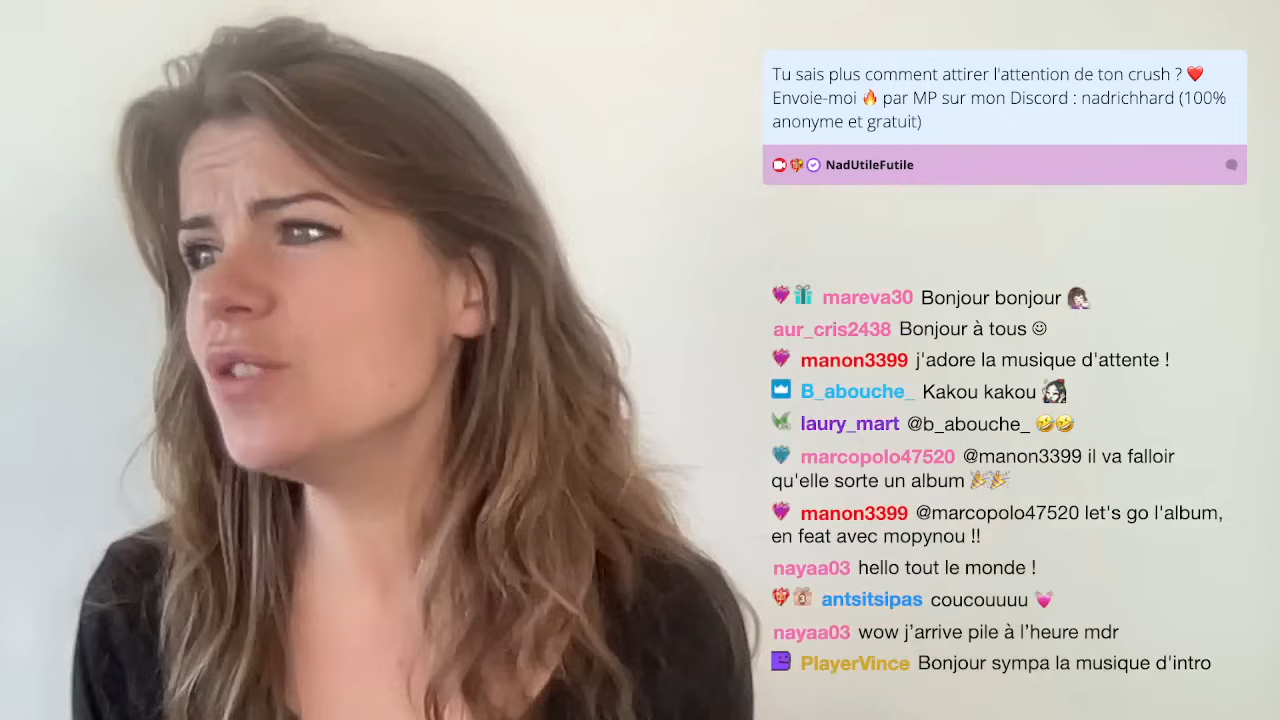 Tu sais plus comment attirer l'attention de ton crush ? ❤️
Envoie-moi 🔥 par MP sur mon Discord : nadrichhard (100%
anonyme et gratuit)
NadUtileFutile
mareva30 Bonjour bonjour
aur_cris2438 Bonjour à tous ☺
manon3399 j'adore la musique d'attente !
B_abouche_ Kakou kakou
laury_mart @b_abouche_ 🤣🤣
marcopolo47520 @manon3399 il va falloir
qu'elle sorte un album 🎉🎉
manon3399 @marcopolo47520 let's go l'album,
en feat avec mopynou !!
nayaa03 hello tout le monde !
antsitsipas coucouuuu 💓
nayaa03 wow j’arrive pile à l’heure mdr
PlayerVince Bonjour sympa la musique d'intro